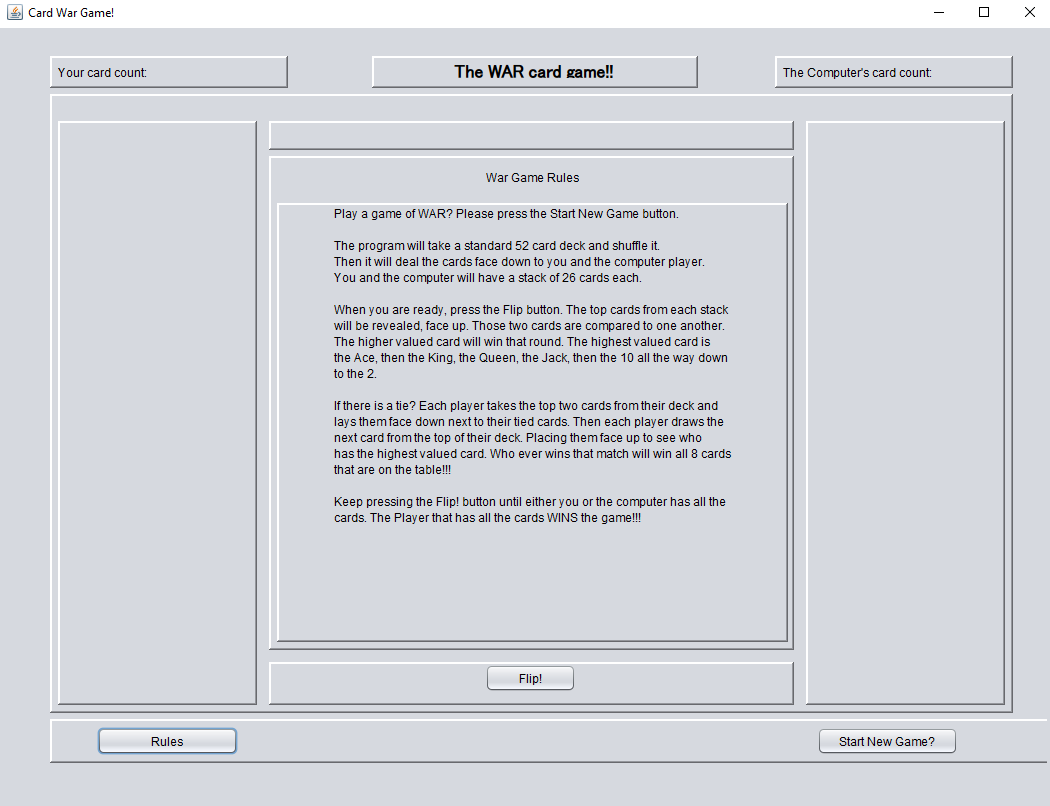 Card War Game!
Your card count:
The WAR card game!!
The Computer's card count:
War Game Rules
Play a game of WAR? Please press the Start New Game button.
The program will take a standard 52 card deck and shuffle it.
Then it will deal the cards face down to you and the computer player.
You and the computer will have a stack of 26 cards each.
When you are ready, press the Flip button. The top cards from each stack
will be revealed, face up. Those two cards are compared to one another.
The higher valued card will win that round. The highest valued card is
the Ace, then the King, the Queen, the Jack, then the 10 all the way down
to the 2.
If there is a tie? Each player takes the top two cards from their deck and
lays them face down next to their tied cards. Then each player draws the
next card from the top of their deck. Placing them face up to see who
has the highest valued card. Who ever wins that match will win all 8 cards
that are on the table!!!
Keep pressing the Flip! button until either you or the computer has all the
cards. The Player that has all the cards WINS the game!!!
Flip!
Rules
Start New Game?